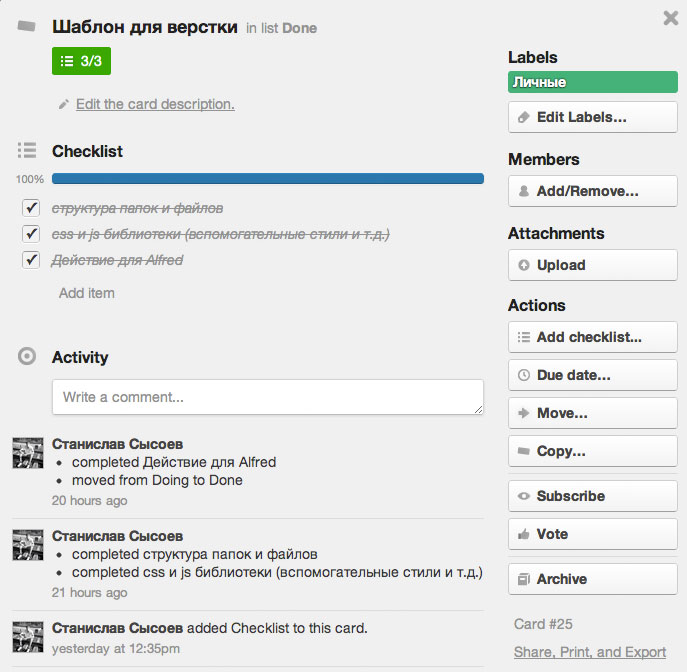 Шаблон для верстки in list Done
3/3
Edit the card description.
Checklist
100%
структура папок и файлов
css и js библиотеки (вспомогательные стили и т.д.)
Действие для Alfred
Add item
Activity
Write a comment...
Станислав Сысоев
completed Действие для Alfred
moved from Doing to Done
20 hours ago
Станислав Сысоев
completed структура папок и файлов
completed css и js библиотеки (вспомогательные стили и т.д.)
21 hours ago
Станислав Сысоев added Checklist to this card.
yesterday at 12:35pm
Labels
Личные
Edit Labels...
Members
Add/Remove...
Attachments
Upload
Actions
Add checklist...
Due date...
Move...
Copy...
Subscribe
Vote
Archive
Card #25
Share, Print, and Export